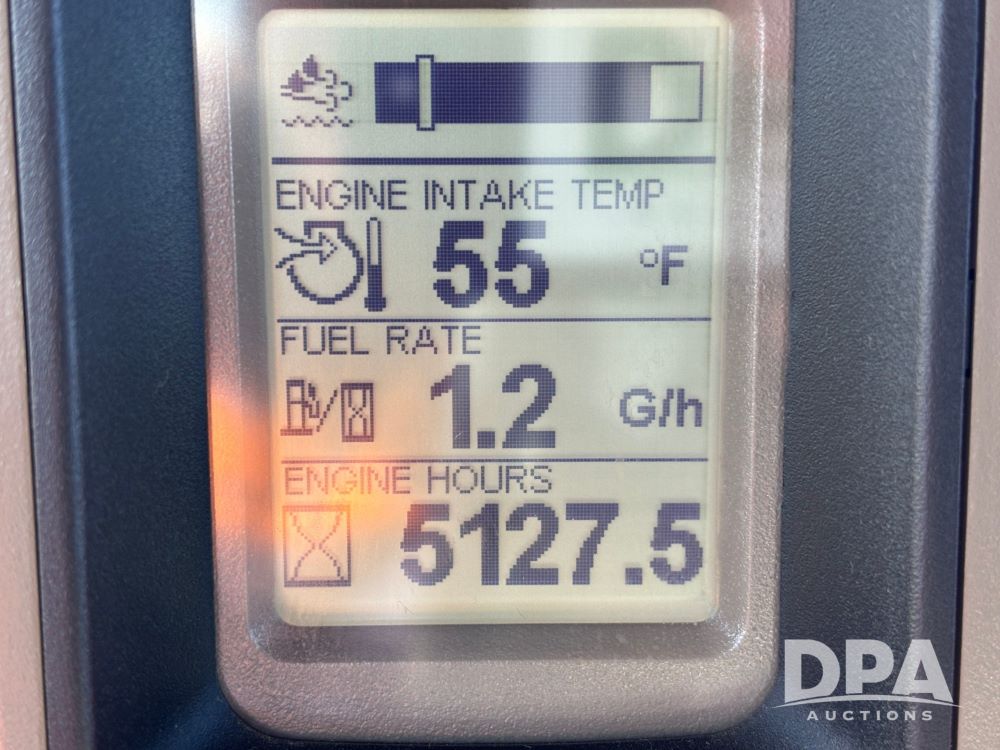 ENGINE INTAKE TEMP
55 °F
FUEL RATE
1.2 G/h
ENGINE HOURS
5127.5
DPA
AUCTIONS